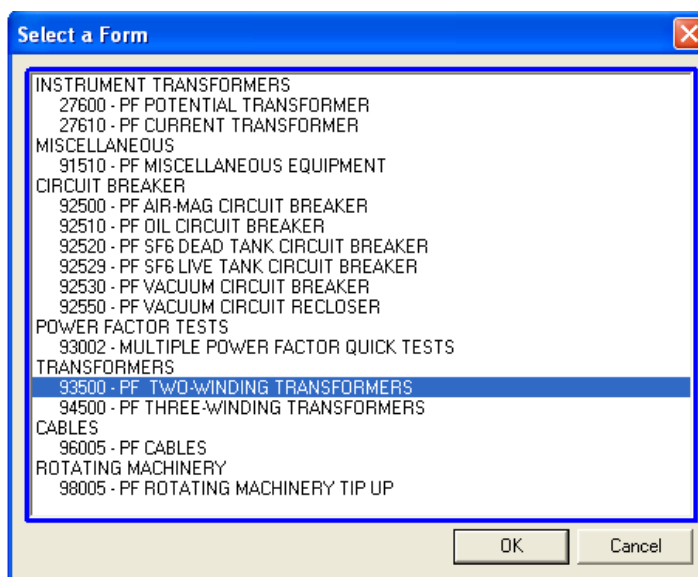 Select a Form
INSTRUMENT TRANSFORMERS
27600 - PF POTENTIAL TRANSFORMER
27610 - PF CURRENT TRANSFORMER
MISCELLANEOUS
91510 - PF MISCELLANEOUS EQUIPMENT
CIRCUIT BREAKER
92500 - PF AIR-MAG CIRCUIT BREAKER
92510 - PF OIL CIRCUIT BREAKER
92520 - PF SF6 DEAD TANK CIRCUIT BREAKER
92529 - PF SF6 LIVE TANK CIRCUIT BREAKER
92530 - PF VACUUM CIRCUIT BREAKER
92550 - PF VACUUM CIRCUIT RECLOSER
POWER FACTOR TESTS
93002 - MULTIPLE POWER FACTOR QUICK TESTS
TRANSFORMERS
93500 - PF  TWO-WINDING TRANSFORMERS
94500 - PF THREE-WINDING TRANSFORMERS
CABLES
96005 - PF CABLES
ROTATING MACHINERY
98005 - PF ROTATING MACHINERY TIP UP
OK
Cancel